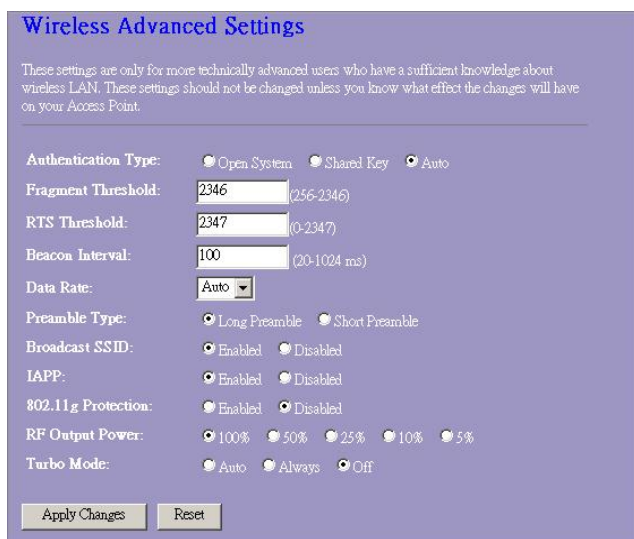 Wireless Advanced Settings
These settings are only for more technically advanced users who have a sufficient knowledge about
wireless LAN. These settings should not be changed unless you know what effect the changes will have
on your Access Point.
Authentication Type: Open System Shared Key Auto
Fragment Threshold: 2346 (256-2346)
RTS Threshold: 2347 (0-2347)
Beacon Interval: 100 (20-1024 ms)
Data Rate: Auto
Preamble Type: Long Preamble Short Preamble
Broadcast SSID: Enabled Disabled
IAPP: Enabled Disabled
802.11g Protection: Enabled Disabled
RF Output Power: 100% 50% 25% 10% 5%
Turbo Mode: Auto Always Off
Apply Changes Reset